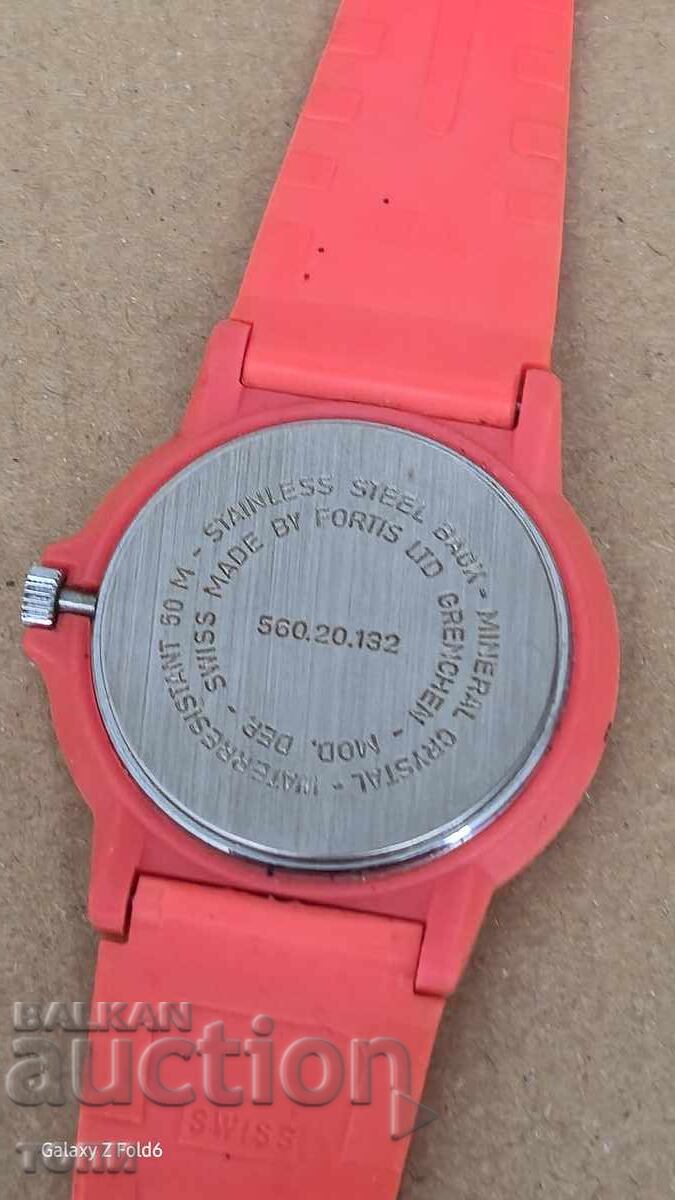 WATERRESISTANT 50 M - STAINLESS STEEL BACK - MINERAL CRYSTAL -
SWISS MADE BY FORTIS LTD GRENCHEN - MOD. DEP. -
560.20.132
BALKAN
auction
SWISS
Galaxy Z Fold6
ТОНИ